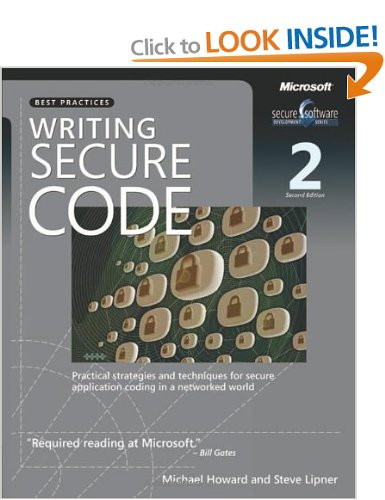 Click to LOOK INSIDE!
Microsoft
BEST PRACTICES
secure software
DEVELOPMENT SERIES
WRITING
SECURE
CODE
2
Second Edition
Practical strategies and techniques for secure
application coding in a networked world
"Required reading at Microsoft."
– Bill Gates
Michael Howard and Steve Lipner